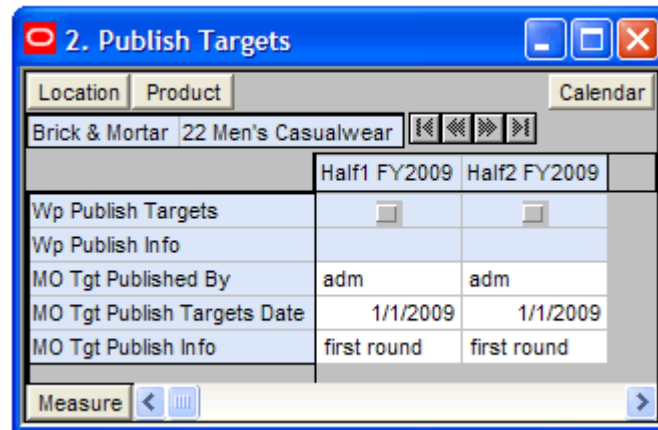 2. Publish Targets
Location Product Calendar
Brick & Mortar 22 Men's Casualwear
Half1 FY2009 Half2 FY2009
Wp Publish Targets
Wp Publish Info
MO Tgt Published By adm adm
MO Tgt Publish Targets Date 1/1/2009 1/1/2009
MO Tgt Publish Info first round first round
Measure